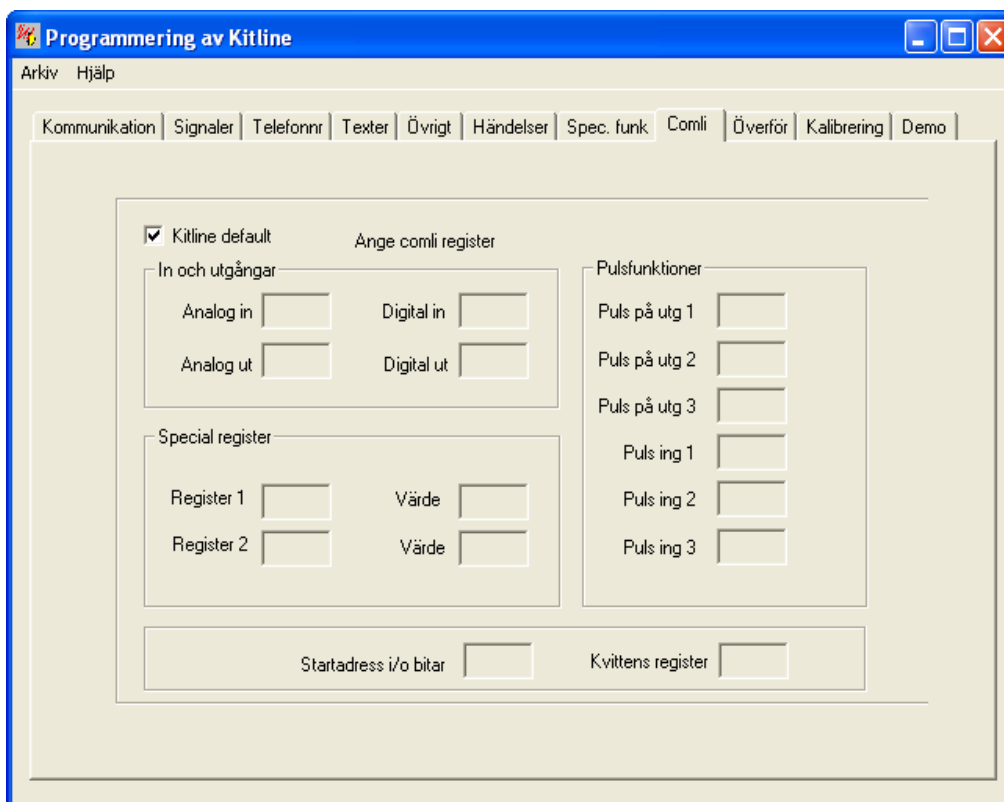 Programmering av Kitline
Arkiv Hjälp
Kommunikation Signaler Telefonnr Texter Övrigt Händelser Spec. funk Comli Överför Kalibrering Demo
Kitline default
Ange comli register
In och utgångar
Analog in Digital in
Analog ut Digital ut
Special register
Register 1 Värde
Register 2 Värde
Pulsfunktioner
Puls på utg 1
Puls på utg 2
Puls på utg 3
Puls ing 1
Puls ing 2
Puls ing 3
Startadress i/o bitar Kvittens register